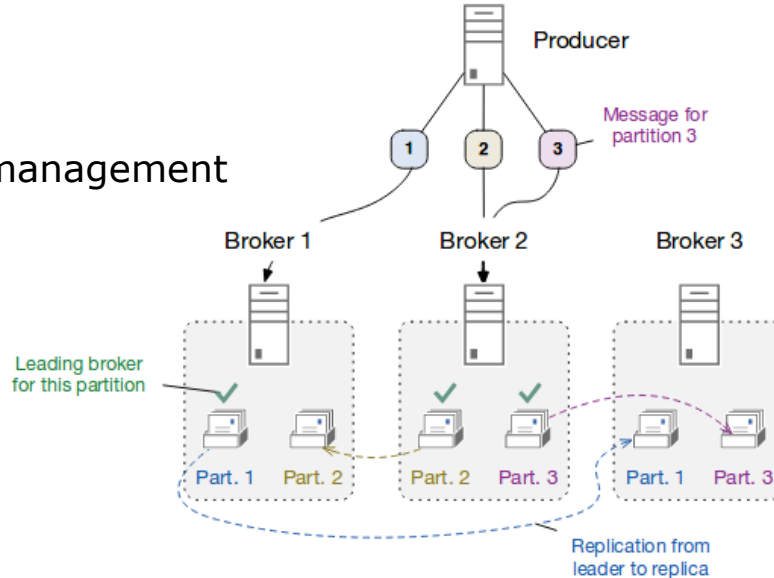 Producer
Message for
partition 3
1
2
3
management
Broker 1
Broker 2
Broker 3
Leading broker
for this partition
Part. 1
Part. 2
Part. 2
Part. 3
Part. 1
Part. 3
Replication from
leader to replica